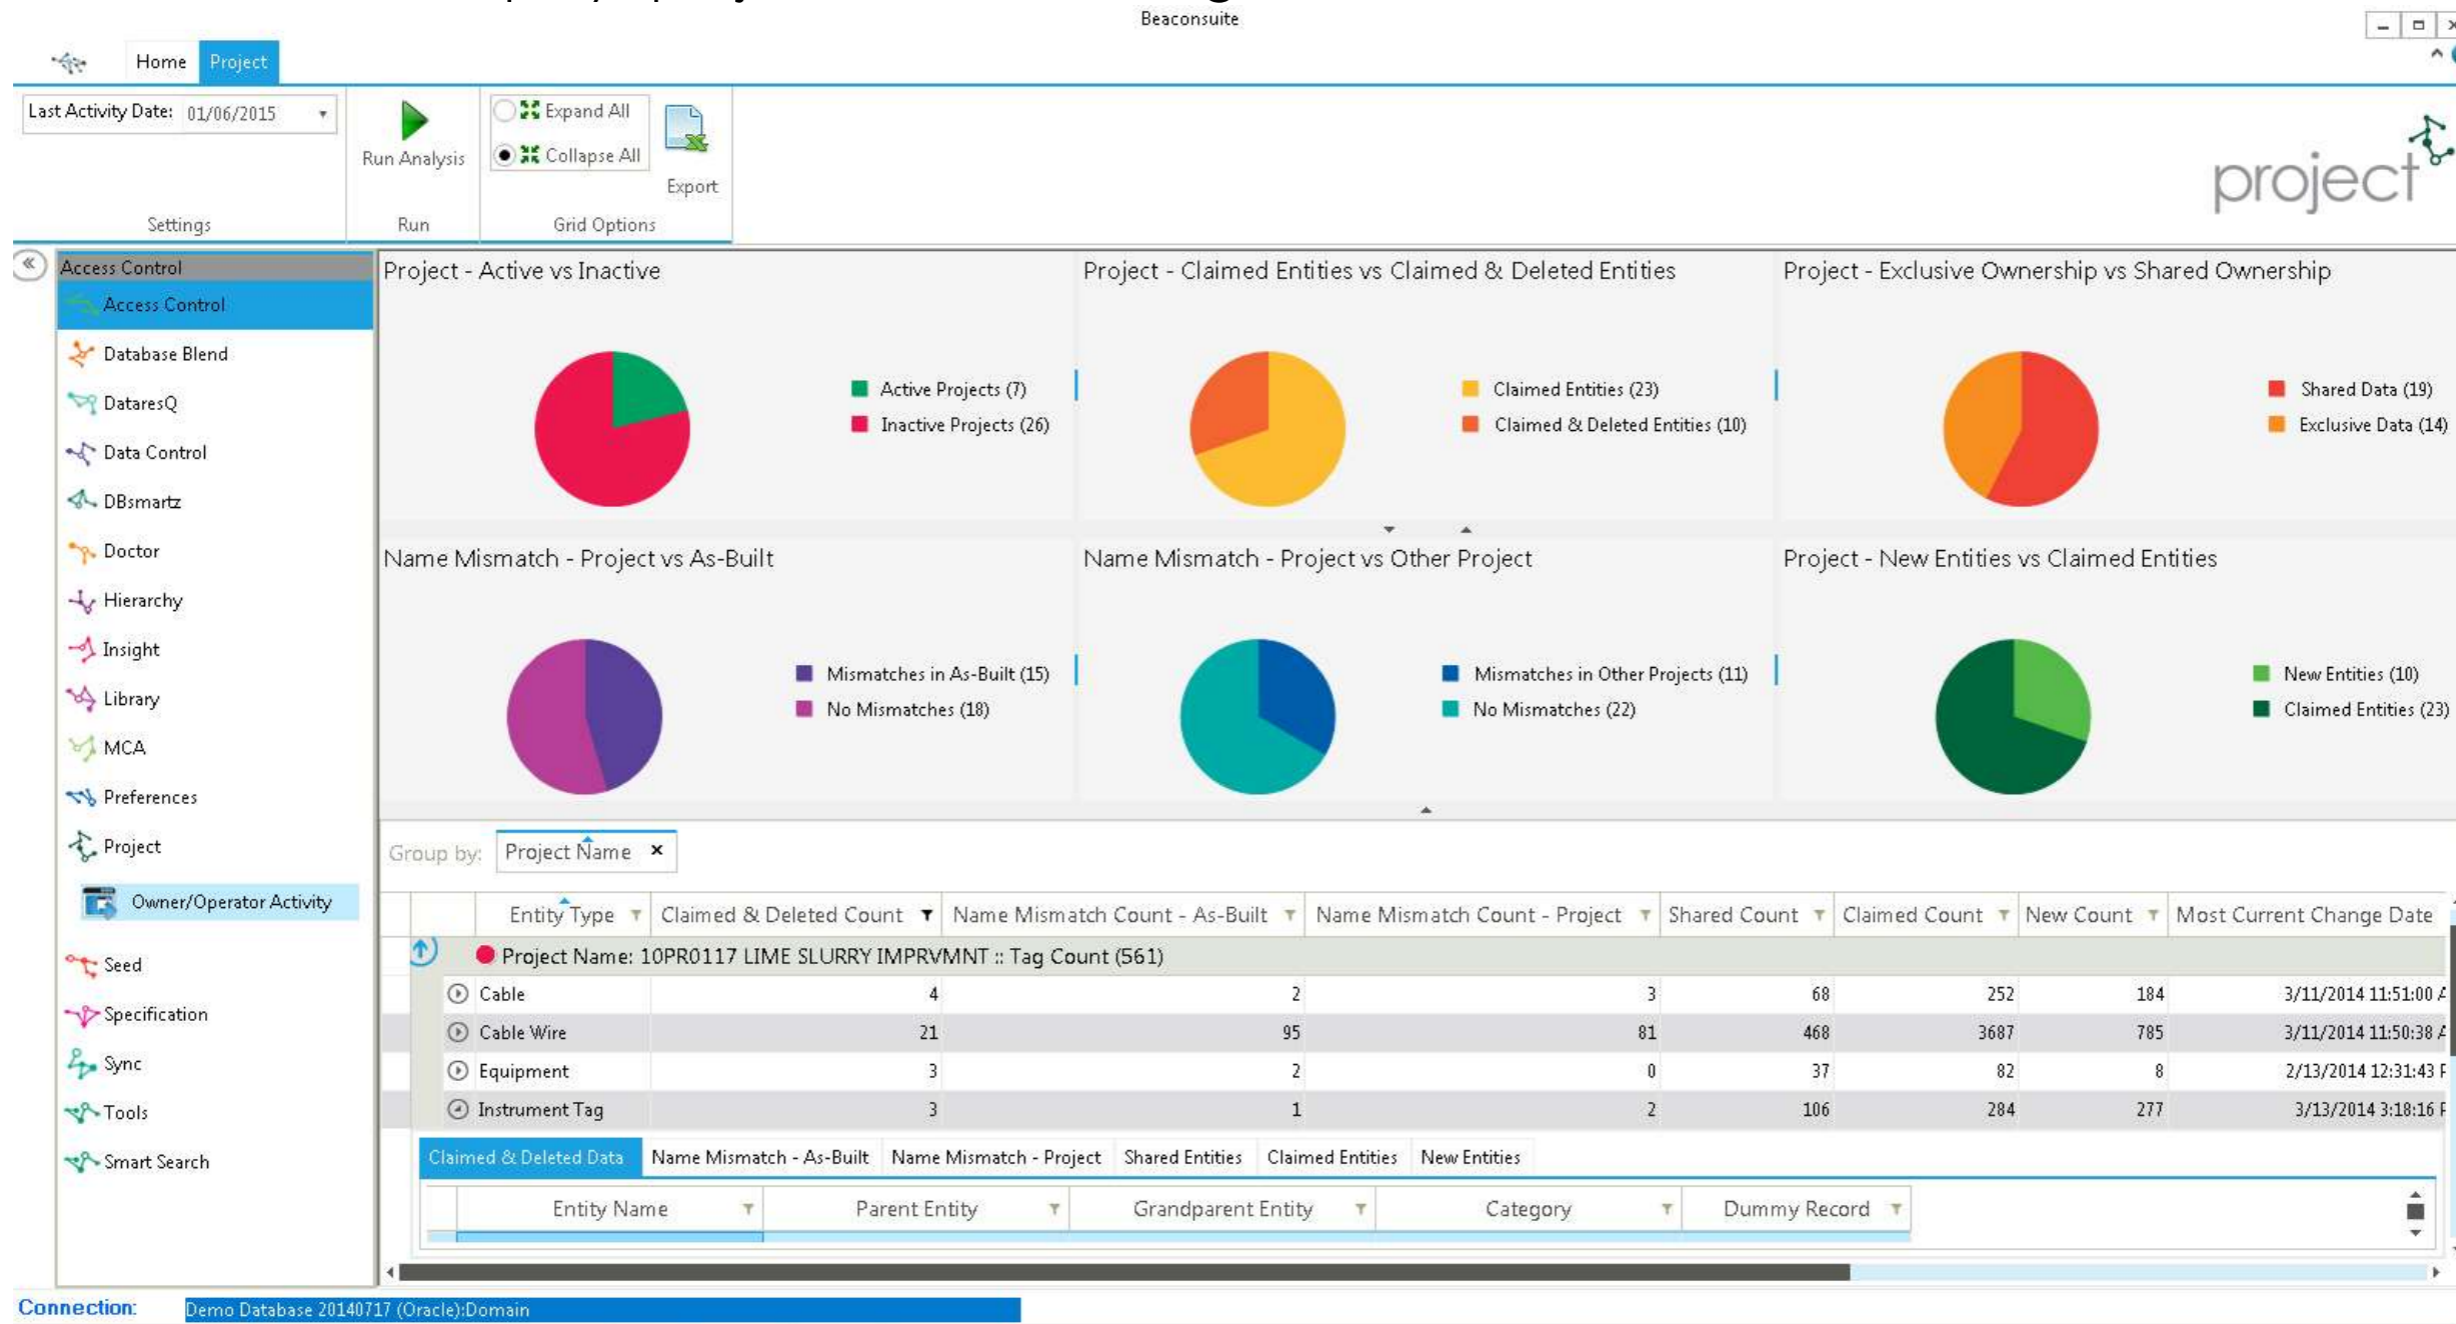 Beaconsuite
Home Project
Last Activity Date: 01/06/2015
Run Analysis
Expand All
Collapse All
Export
Settings
Run
Grid Options
project
Access Control
Access Control
Database Blend
DataresQ
Data Control
DBsmartz
Doctor
Hierarchy
Insight
Library
MCA
Preferences
Project
Owner/Operator Activity
Seed
Specification
Sync
Tools
Smart Search
Project - Active vs Inactive
Active Projects (7)
Inactive Projects (26)
Project - Claimed Entities vs Claimed & Deleted Entities
Claimed Entities (23)
Claimed & Deleted Entities (10)
Project - Exclusive Ownership vs Shared Ownership
Shared Data (19)
Exclusive Data (14)
Name Mismatch - Project vs As-Built
Mismatches in As-Built (15)
No Mismatches (18)
Name Mismatch - Project vs Other Project
Mismatches in Other Projects (11)
No Mismatches (22)
Project - New Entities vs Claimed Entities
New Entities (10)
Claimed Entities (23)
Group by: Project Name ×
Entity Type Claimed & Deleted Count Name Mismatch Count - As-Built Name Mismatch Count - Project Shared Count Claimed Count New Count Most Current Change Date
Project Name: 10PR0117 LIME SLURRY IMPRVMNT :: Tag Count (561)
Cable 4 2 3 68 252 184 3/11/2014 11:51:00
Cable Wire 21 95 81 468 3687 785 3/11/2014 11:50:38
Equipment 3 2 0 37 82 8 2/13/2014 12:31:43
Instrument Tag 3 1 2 106 284 277 3/13/2014 3:18:16
Claimed & Deleted Data Name Mismatch - As-Built Name Mismatch - Project Shared Entities Claimed Entities New Entities
Entity Name Parent Entity Grandparent Entity Category Dummy Record
Connection: Demo Database 20140717 (Oracle):Domain